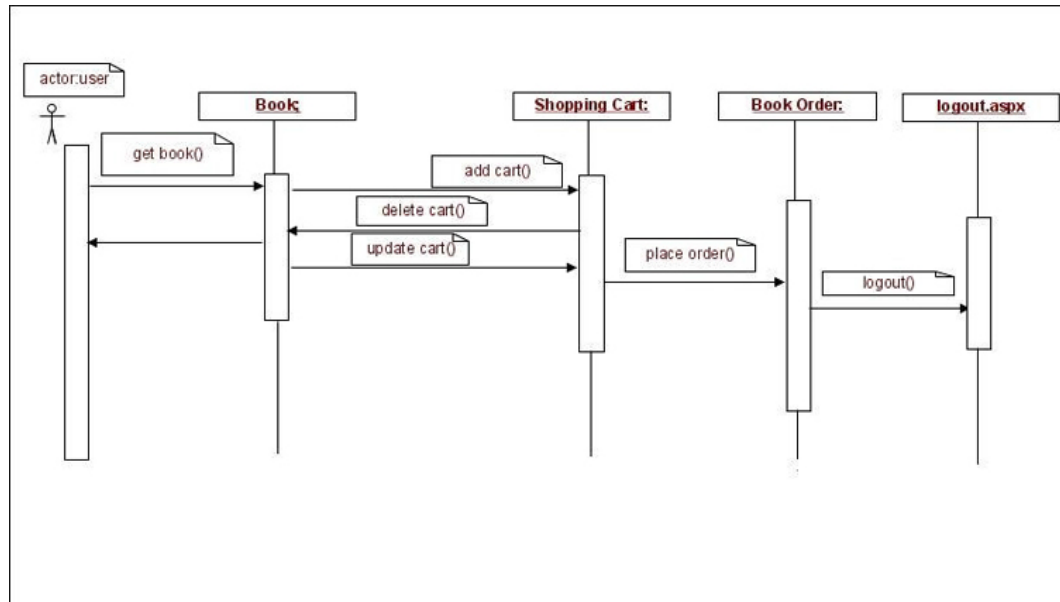 actor:user
Book:
Shopping Cart:
Book Order:
logout.aspx
get book()
add cart()
delete cart()
update cart()
place order()
logout()